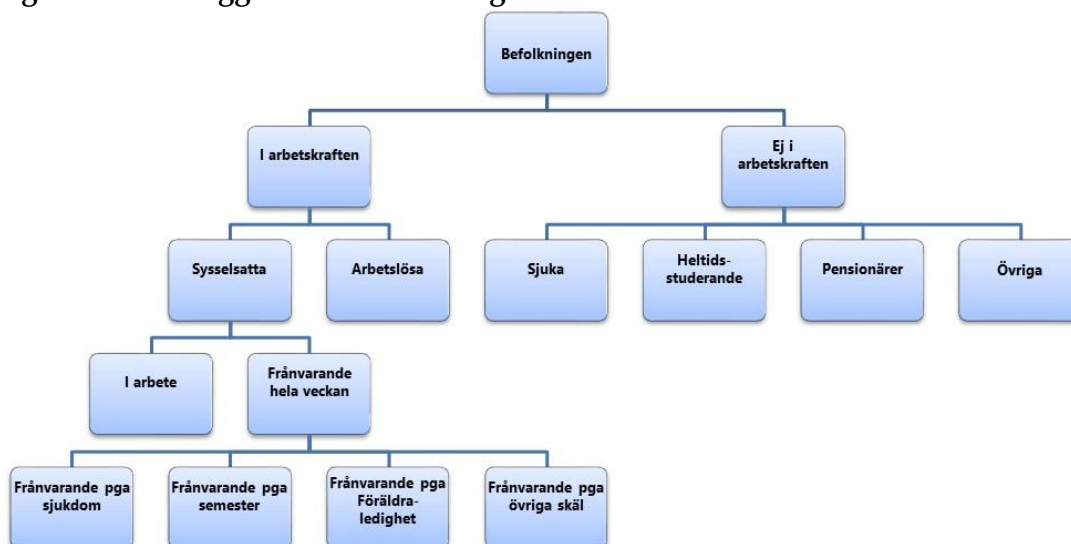 Befolkningen
I arbetskraften
Ej i
arbetskraften
Sysselsatta
Arbetslösa
Sjuka
Heltids-
studerande
Pensionärer
Övriga
I arbete
Frånvarande
hela veckan
Frånvarande pga
sjukdom
Frånvarande pga
semester
Frånvarande pga
Föräldra-
ledighet
Frånvarande pga
övriga skäl